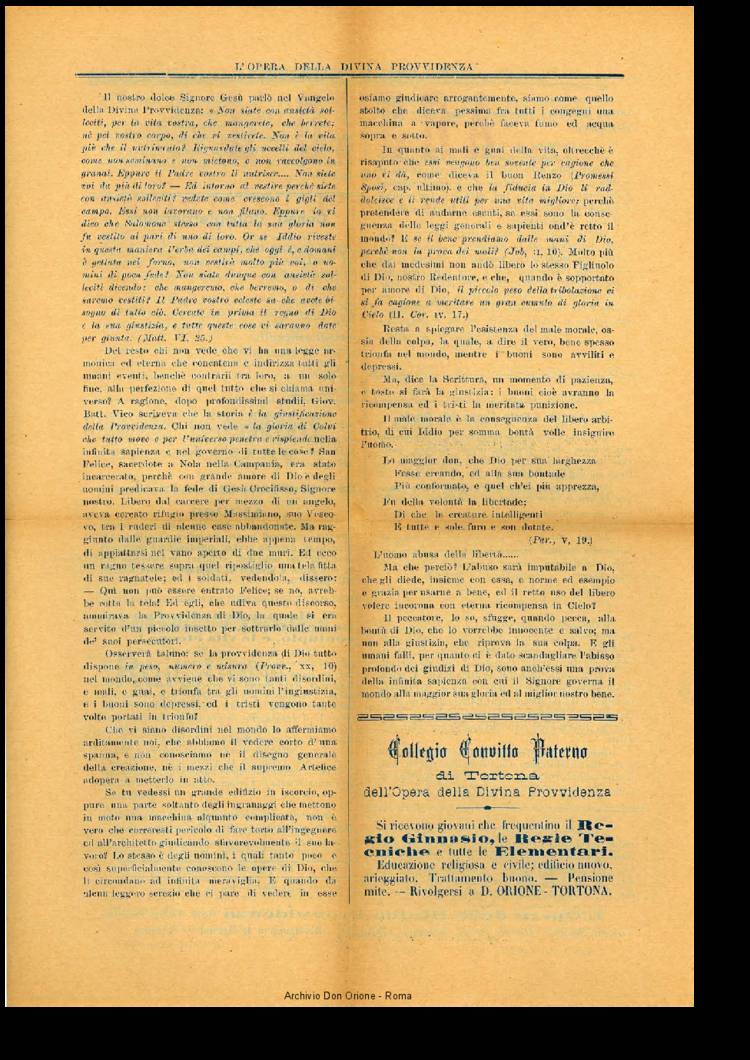 L'OPERA DELLA DIVINA PROVVIDENZA
Il nostro dolce Signore Gesù parlò nel Vangelo
della Divina Provvidenza: « Non siate con ansietà sol-
leciti, per la vita vostra, che mangerete, che berrete;
nè pel vostro corpo, di che vi vestirete. Non è la vita
più che il nutrimento? Riguardate gli uccelli del cielo,
come non seminano e non mietono, o non raccolgono in
granai. Eppure il Padre vostro li nutrisce.... Non siete
voi da più di loro? — Ed intorno al vestire perchè siete
con ansietà solleciti? vedete come crescono i gigli del
campo. Essi non lavorano e non filano. Eppure io vi
dico che Salomone stesso con tutta la sua gloria non
fu vestito al pari di uno di loro. Or se Iddio riveste
in questa maniera l'erba dei campi, che oggi è, e domani
è gettata nel forno, non vestirà molto più voi, o uo-
mini di poca fede? Non siate dunque con ansietà sol-
leciti dicendo: che mangeremo, che berremo, o di che
saremo vestiti? Il Padre vostro celeste sa che avete bi-
sogno di tutto ciò. Cercate in prima il regno di Dio
e la sua giustizia, e tutte queste cose vi saranno date
per giunta. (Matt. VI, 25.)
Del resto chi non vede che vi ha una legge ar-
monica ed eterna che concatena e indirizza tutti gli
umani eventi, benchè contrarii tra loro, a un solo
fine, alla perfezione di quel tutto che si chiama uni-
verso? A ragione, dopo profondissimi studii, Giov.
Batt. Vico scriveva che la storia è la giustificazione
della Provvidenza. Chi non vede « la gloria di Colui
che tutto move » per l'universo penetra e risplende nella
infinita sapienza e nel governo di tutte le cose? San
Felice, sacerdote a Nola nella Campania, era stato
incarcerato, perchè con grande amore di Dio e degli
uomini predicava la fede di Gesù Crocifisso, Signore
nostro. Libero dal carcere per mezzo di un angelo,
aveva cercato rifugio presso Massimiano, suo Vesco-
vo, tra i ruderi di alcune case abbandonate. Ma rag-
giunto dalle guardie imperiali, ebbe appena tempo,
di appiattarsi nel vano aperto di due muri. Ed ecco
un ragno tessere supra quel ripostiglio una tela fitta
di sue ragnatele; ed i soldati, vedendola, dissero:
— Qui non può essere entrato Felice; se no, avreb-
be rotta la tela! Ed egli, che udiva questo discorso,
ammirava la Provvidenza di Dio, la quale si era
servita d'un piccolo insetto per sottrarlo dalle mani
de' suoi persecutori.
Osserverà taluno: se la provvidenza di Dio tutto
dispone in peso, numero e misura (Prov., xx, 10)
nel mondo, come avviene che vi sono tanti disordini,
e mali, e guai, e trionfa tra gli uomini l'ingiustizia,
e i buoni sono depressi, ed i tristi vengono tante
volte portati in trionfo?
Che vi siano disordini nel mondo lo affermiamo
arditamente noi, che abbiamo il vedere corto d'una
spanna, e non conosciamo nè il disegno generale
della creazione, nè i mezzi che il supremo Artefice
adopera a metterlo in atto.
Se tu vedessi un grande edifizio in iscorcio, op-
pure una parte soltanto degli ingranaggi che mettono
in moto una machina alquanto complicata, non è
vero che correresti pericolo di fare torto all'ingegnere
ed all'architetto giudicando sfavorevolmente il suo la-
voro? Lo stesso è degli uomini, i quali tanto poco e
così superficialmente conoscono le opere di Dio, che
li circondano ad infinita meraviglia. E quando da
alcun leggero screzio che ci pare di vedere in esse
osiamo giudicare arrogantemente, siamo come quello
stolto che diceva pessima fra tutti i congegni una
macchina a vapore, perchè faceva fumo ed acqua
sopra e sotto.
In quanto ai mali e guai della vita, oltrecchè è
risaputo che essi vengono ben sovente per cagione che
uno vi dà, come diceva il buon Renzo (Promessi
Sposi, cap. ultimo), e che la fiducia in Dio li rad-
dolcisce e li rende utili per una vita migliore; perchè
pretendere di andarne esenti, se essi sono la conse-
guenza delle leggi generali e sapienti ond'è retto il
mondo? E se il bene prendiamo dalle mani di Dio,
perchè non la prova dei mali? (Job, II, 10). Molto più
che dai medesimi non andò libero lo stesso Figliuolo
di Dio, nostro Redentore, e che, quando è sopportato
per amore di Dio, il piccolo peso della tribolazione ci
si fa cagione a meritare un gran cumulo di gloria in
Cielo (II. Cor. IV. 17.)
Resta a spiegare l'esistenza del male morale, os-
sia della colpa, la quale, a dire il vero, bene spesso
trionfa nel mondo, mentre i buoni sono avviliti e
depressi.
Ma, dice la Scrittura, un momento di pazienza,
e tosto si farà la giustizia: i buoni cioè avranno la
ricompensa ed i tristi la meritata punizione.
Il male morale è la conseguenza del libero arbi-
trio, di cui Iddio per somma bontà volle insignire
l'uomo.
Lo maggior don, che Dio per sua larghezza
Fesse creando, ed alla sua bontade
Più conformato, e quel ch'ei più apprezza,
Fu della volontà la libertade;
Di che la creature intelligenti
E tutte e sole furo e son dotate.
(Par., V, 19.)
L'uomo abusa della libertà......
Ma che perciò? L'abuso sarà imputabile a Dio,
che gli diede, insieme con essa, e norme ed esempio
e grazia per usarne a bene, ed il retto uso del libero
volere incorona con eterna ricompensa in Cielo?
Il peccatore, lo so, sfugge, quando pecca, alla
bontà di Dio, che lo vorrebbe innocente e salvo; ma
non alla giustizia, che riprova la sua colpa. E gli
umani falli, per quanto ci è dato scandagliare l'abisso
profondo dei giudizi di Dio, sono anch'essi una prova
della infinita sapienza con cui il Signore governa il
mondo alla maggior sua gloria ed al miglior nostro bene.
Collegio Convitto Paterno
di Tortona
dell'Opera della Divina Provvidenza
Si ricevono giovani che frequentino il Re-
gio Ginnasio, le Regie Te-
cniche e tutte le Elementari.
Educazione religiosa e civile; edificio nuovo,
arieggiato. Trattamento buono. — Pensione
mite. — Rivolgersi a D. ORIONE - TORTONA.
Archivio Don Orione - Roma